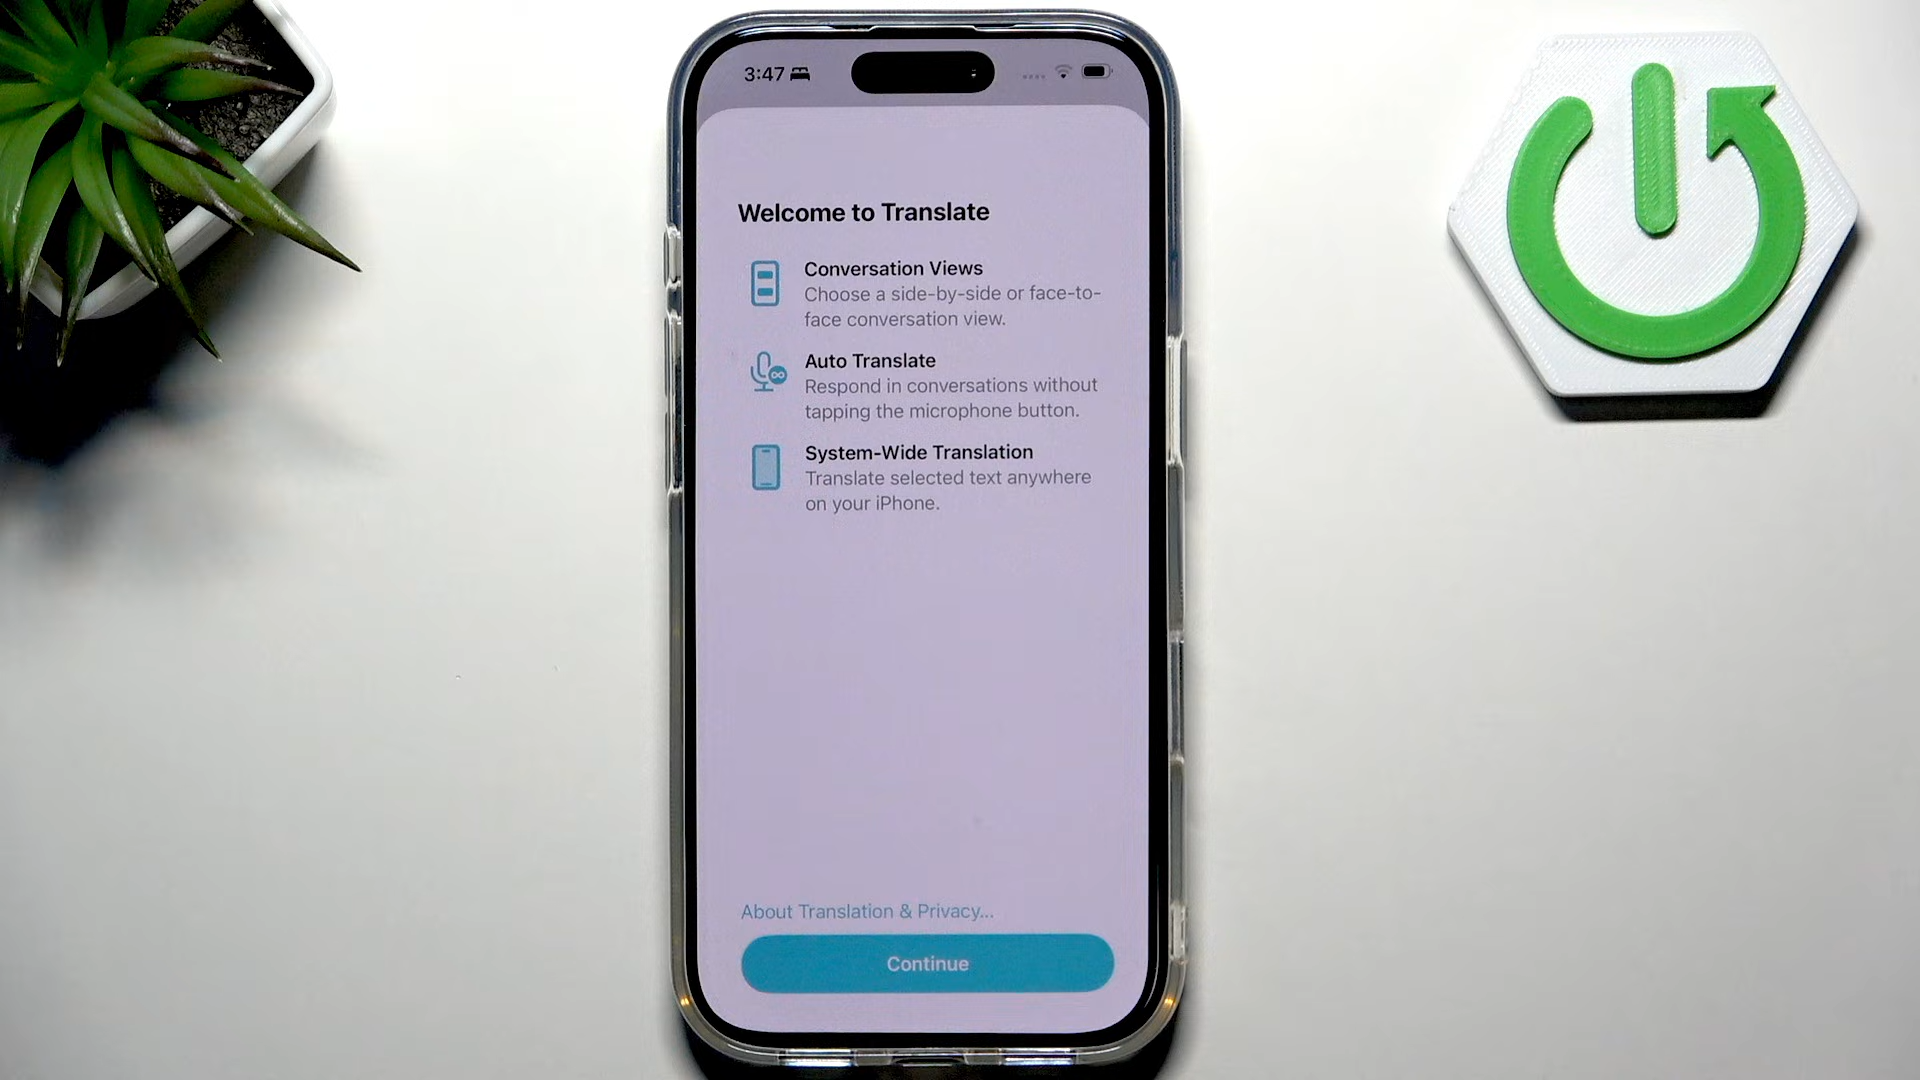 3:47
Welcome to Translate
Conversation Views
Choose a side-by-side or face-to-
face conversation view.
Auto Translate
Respond in conversations without
tapping the microphone button.
System-Wide Translation
Translate selected text anywhere
on your iPhone.
About Translation & Privacy...
Continue